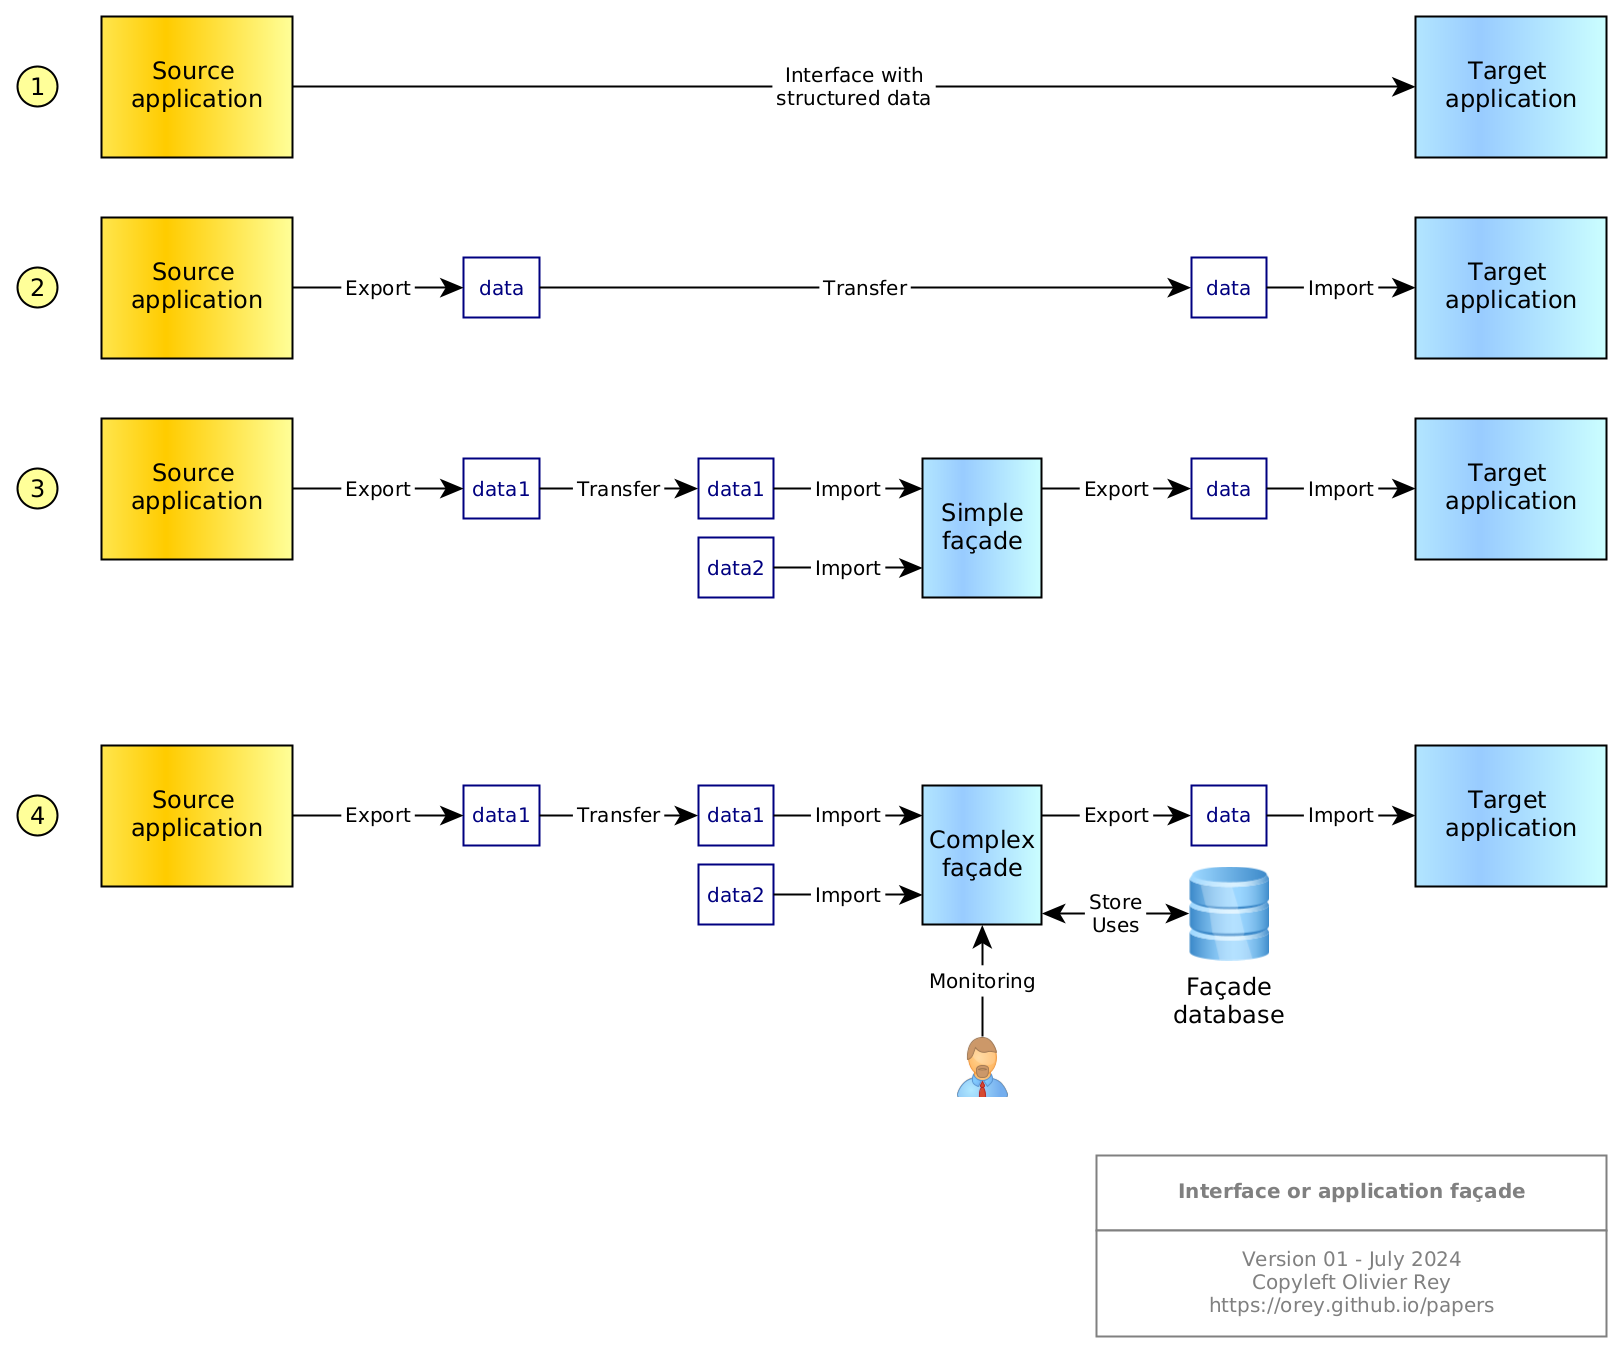 1
Source
application
Interface with
structured data
Target
application
2
Source
application
Export
data
Transfer
data
Import
Target
application
3
Source
application
Export
data1
Transfer
data1
Import
data2
Import
Simple
façade
Export
data
Import
Target
application
4
Source
application
Export
data1
Transfer
data1
Import
data2
Import
Complex
façade
Export
data
Import
Target
application
Store
Uses
Façade
database
Monitoring
Interface or application façade
Version 01 - July 2024
Copyleft Olivier Rey
https://orey.github.io/papers